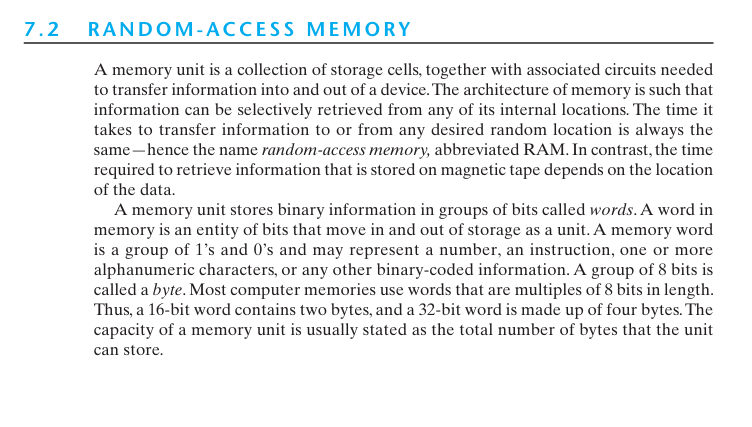 7.2 RANDOM-ACCESS MEMORY
A memory unit is a collection of storage cells, together with associated circuits needed
to transfer information into and out of a device. The architecture of memory is such that
information can be selectively retrieved from any of its internal locations. The time it
takes to transfer information to or from any desired random location is always the
same—hence the name random-access memory, abbreviated RAM. In contrast, the time
required to retrieve information that is stored on magnetic tape depends on the location
of the data.
A memory unit stores binary information in groups of bits called words. A word in
memory is an entity of bits that move in and out of storage as a unit. A memory word
is a group of 1's and 0's and may represent a number, an instruction, one or more
alphanumeric characters, or any other binary-coded information. A group of 8 bits is
called a byte. Most computer memories use words that are multiples of 8 bits in length.
Thus, a 16-bit word contains two bytes, and a 32-bit word is made up of four bytes. The
capacity of a memory unit is usually stated as the total number of bytes that the unit
can store.